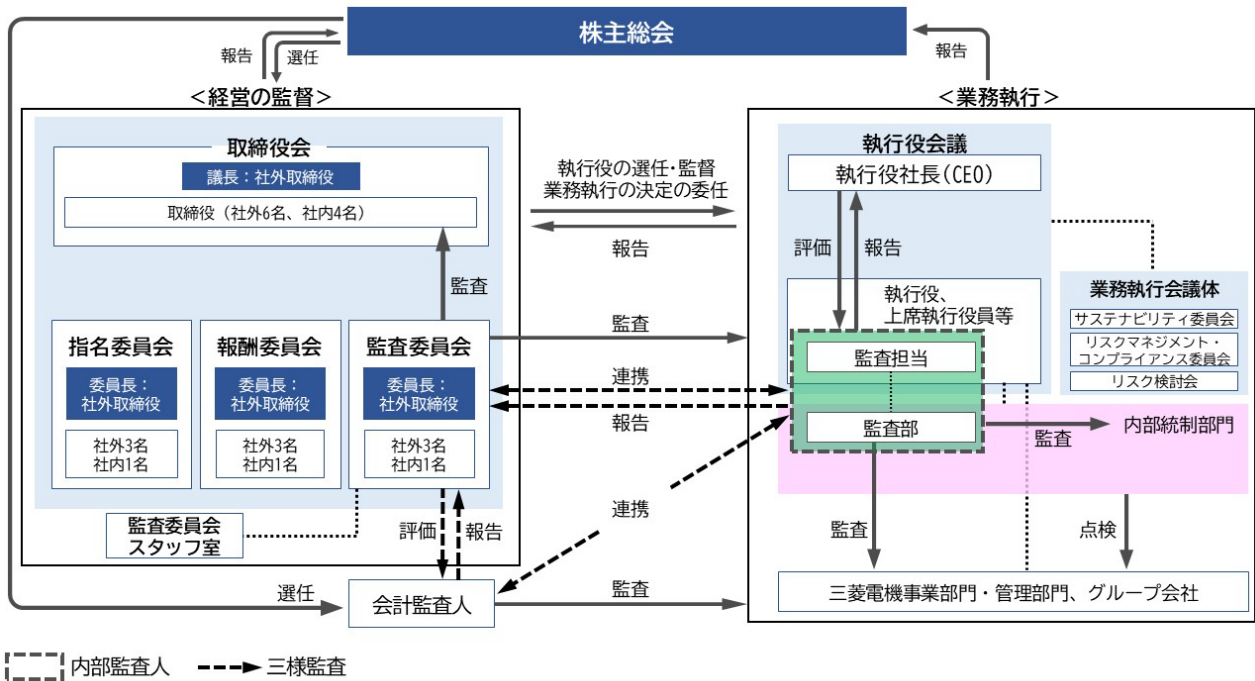 株主総会
報告
選任
報告
＜経営の監督＞
＜業務執行＞
取締役会
議長：社外取締役
取締役（社外6名、社内4名）
監査
指名委員会
委員長：
社外取締役
社外3名
社内1名
報酬委員会
委員長：
社外取締役
社外3名
社内1名
監査委員会
委員長：
社外取締役
社外3名
社内1名
監査委員会
スタッフ室
評価
報告
選任
会計監査人
執行役の選任・監督
業務執行の決定の委任
報告
監査
連携
報告
連携
監査
執行役会議
執行役社長（CEO）
評価
報告
執行役、
上席執行役員等
監査担当
監査部
監査
内部統制部門
業務執行会議体
サステナビリティ委員会
リスクマネジメント・
コンプライアンス委員会
リスク検討会
監査
点検
三菱電機事業部門・管理部門、グループ会社
内部監査人
三様監査